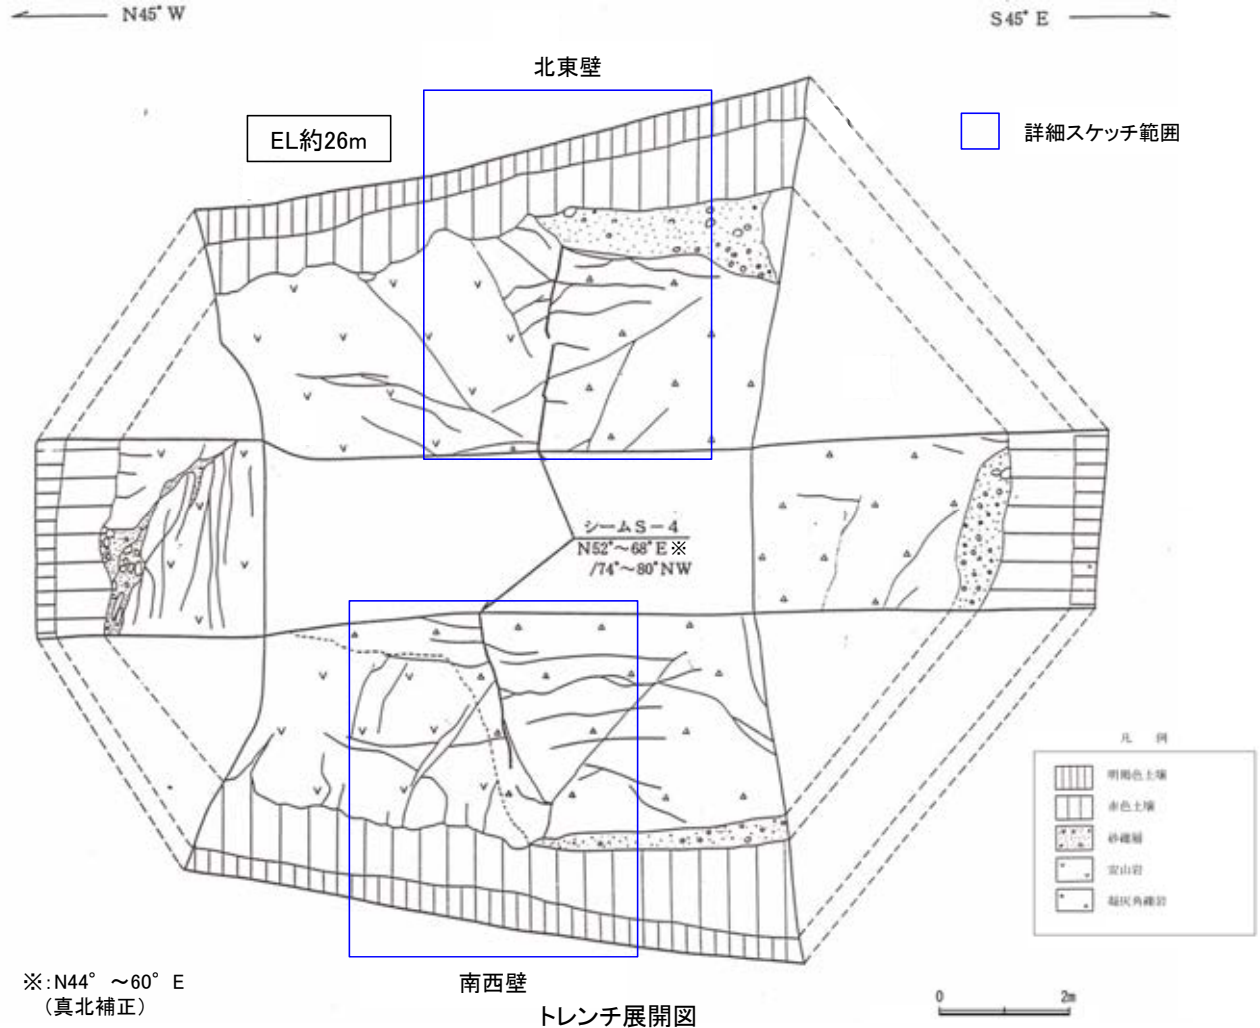 N45° W
S45° E
北東壁
EL約26m
詳細スケッチ範囲
シームS-4
N52°~68°E※
/74°~80°NW
凡 例
明褐色土壌
赤色土壌
砂礫層
安山岩
凝灰角礫岩
※:N44° ~60° E
(真北補正)
南西壁
トレンチ展開図
0 2m